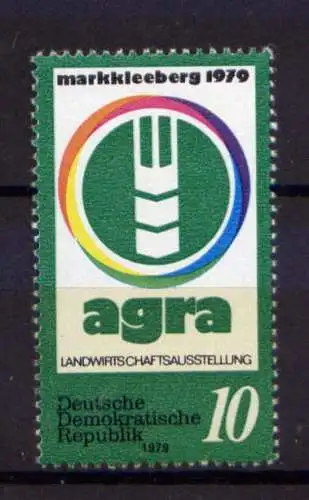 markkleeberg 1979
agra
LANDWIRTSCHAFTSAUSSTELLUNG
Deutsche
Demokratische
Republik
1979
10